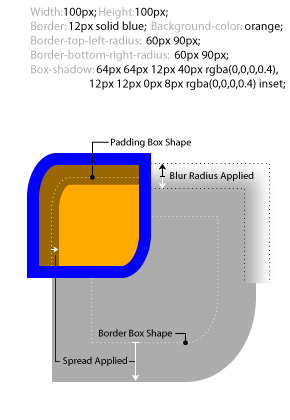 Width:100px; Height:100px;
Border: 12px solid blue; Background-color: orange;
Border-top-left-radius: 60px 90px;
Border-bottom-right-radius: 60px 90px;
Box-shadow: 64px 64px 12px 40px rgba(0,0,0,0.4),
12px 12px 0px 8px rgba(0,0,0,0.4) inset;
Padding Box Shape
Blur Radius Applied
Border Box Shape
Spread Applied